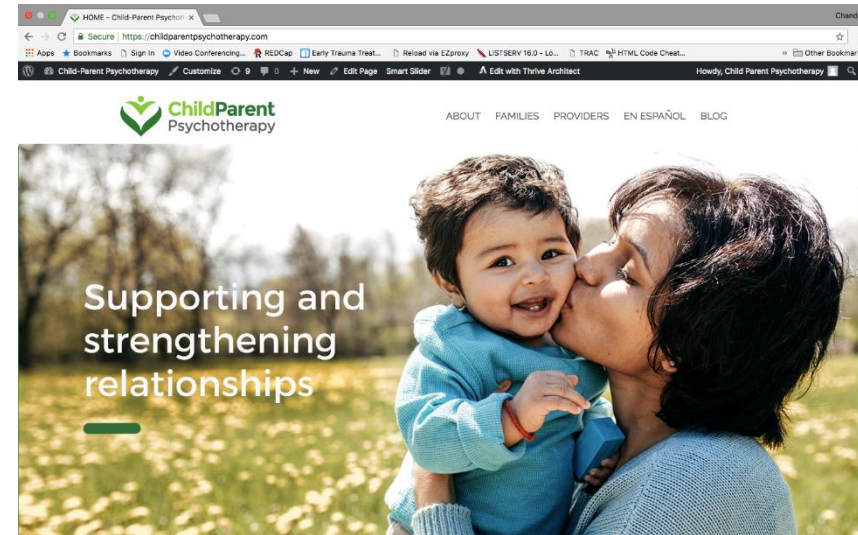 HOME – Child-Parent Psychot
Chand
Secure https://childparentpsychotherapy.com
Apps Bookmarks Sign In Video Conferencing... REDCap Early Trauma Treat... Reload via EZproxy LISTSERV 16.0 - Lo... TRAC HTML Code Cheat... » Other Bookmar
Child-Parent Psychotherapy Customize 9 0 + New Edit Page Smart Slider Edit with Thrive Architect Howdy, Child Parent Psychotherapy
ChildParent
Psychotherapy
ABOUT FAMILIES PROVIDERS EN ESPAÑOL BLOG
Supporting and
strengthening
relationships